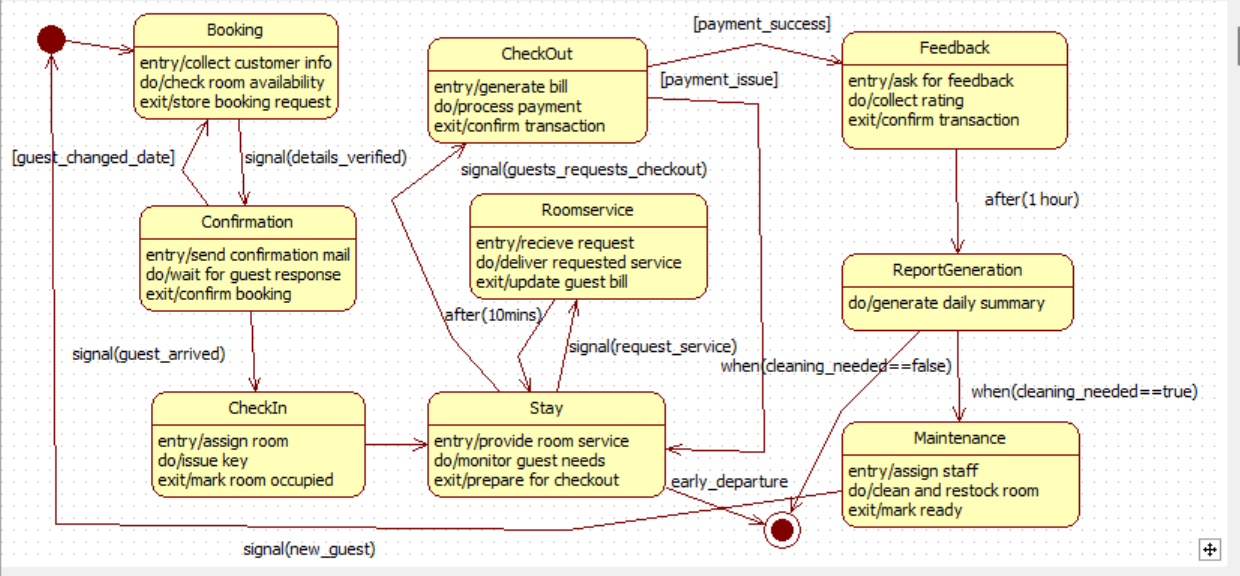 Booking
entry/collect customer info
do/check room availability
exit/store booking request
[guest_changed_date]
signal(details_verified)
Confirmation
entry/send confirmation mail
do/wait for guest response
exit/confirm booking
signal(guest_arrived)
CheckIn
entry/assign room
do/issue key
exit/mark room occupied
CheckOut
entry/generate bill
do/process payment
exit/confirm transaction
[payment_success]
[payment_issue]
signal(guests_requests_checkout)
Roomservice
entry/recieve request
do/deliver requested service
exit/update guest bill
after(10mins)
signal(request_service)
Stay
entry/provide room service
do/monitor guest needs
exit/prepare for checkout
early_departure
Feedback
entry/ask for feedback
do/collect rating
exit/confirm transaction
after(1 hour)
ReportGeneration
do/generate daily summary
when(cleaning_needed==false)
when(cleaning_needed==true)
Maintenance
entry/assign staff
do/clean and restock room
exit/mark ready
signal(new_guest)